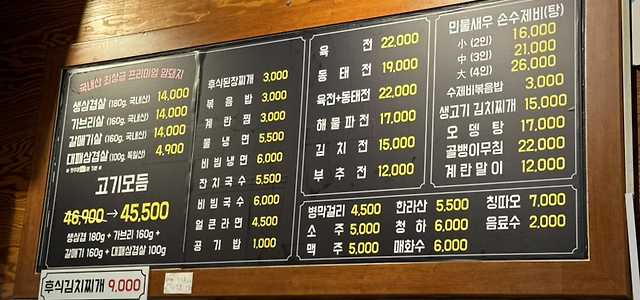 국내산 최상급 프리미엄 암돼지
생삼겹살 (180g, 국내산) 14,000
가브리살 (160g, 국내산) 14,000
갈매기살 (160g, 국내산) 14,000
대패삼겹살 (100g, 독일산) 4,900
고기모듬
46,900 → 45,500
생삼겹 180g + 가브리 160g +
갈매기 160g + 대패삼겹살 100g
후식김치찌개 9,000
후식된장찌개 3,000
볶음밥 3,000
계란찜 3,000
물냉면 5,500
비빔냉면 6,000
잔치국수 5,500
비빔국수 6,000
얼큰라면 4,500
공기밥 1,000
육전 22,000
동태전 19,000
육전+동태전 22,000
해물파전 17,000
김치전 15,000
부추전 12,000
민물새우 손수제비(탕)
小 (2인) 16,000
中 (3인) 21,000
大 (4인) 26,000
수제비볶음밥 3,000
생고기 김치찌개 15,000
오뎅탕 17,000
골뱅이무침 22,000
계란말이 12,000
병막걸리 4,500 한라산 5,500 칭따오 7,000
소주 5,000 청하 6,000 음료수 2,000
맥주 5,000 매화수 6,000